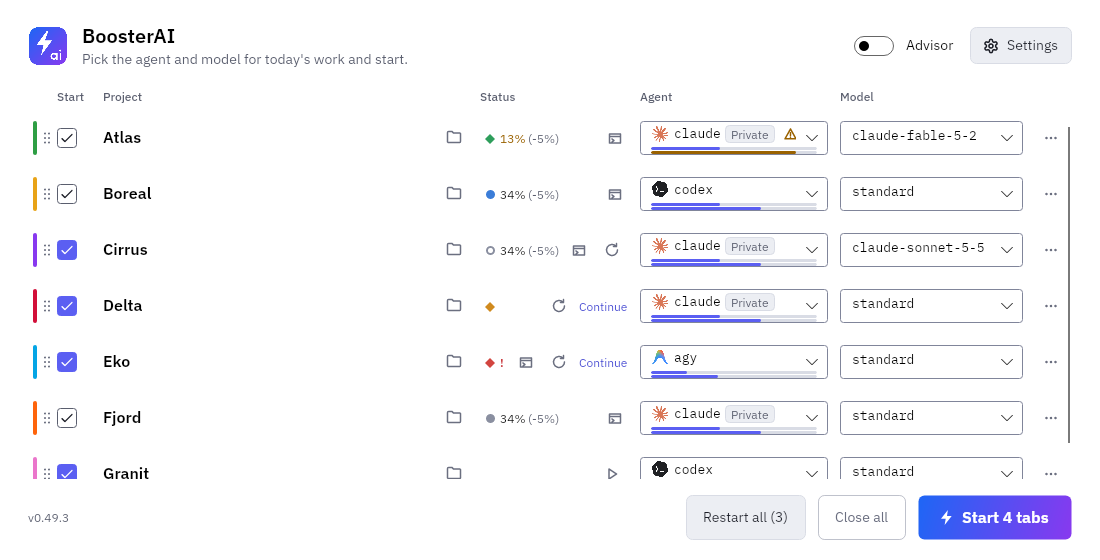 ai
BoosterAI
Pick the agent and model for today's work and start.
Advisor
Settings
Start Project Status Agent Model
Atlas 13% (-5%) claude Private claude-fable-5-2
Boreal 34% (-5%) codex standard
Cirrus 34% (-5%) claude Private claude-sonnet-5-5
Delta Continue claude Private standard
Eko ! Continue agy standard
Fjord 34% (-5%) claude Private standard
Granit codex standard
v0.49.3 Restart all (3) Close all Start 4 tabs